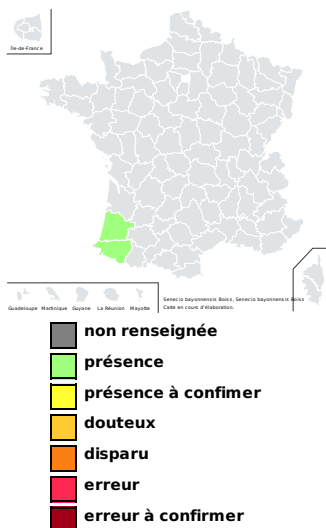 Île-de-France
Guadeloupe Martinique Guyane La Réunion Mayotte
Senecio bayonnensis Boiss, Senecio bayonnensis Boiss
Carte en cours d'élaboration.
non renseignée
présence
présence à confimer
douteux
disparu
erreur
erreur à confirmer